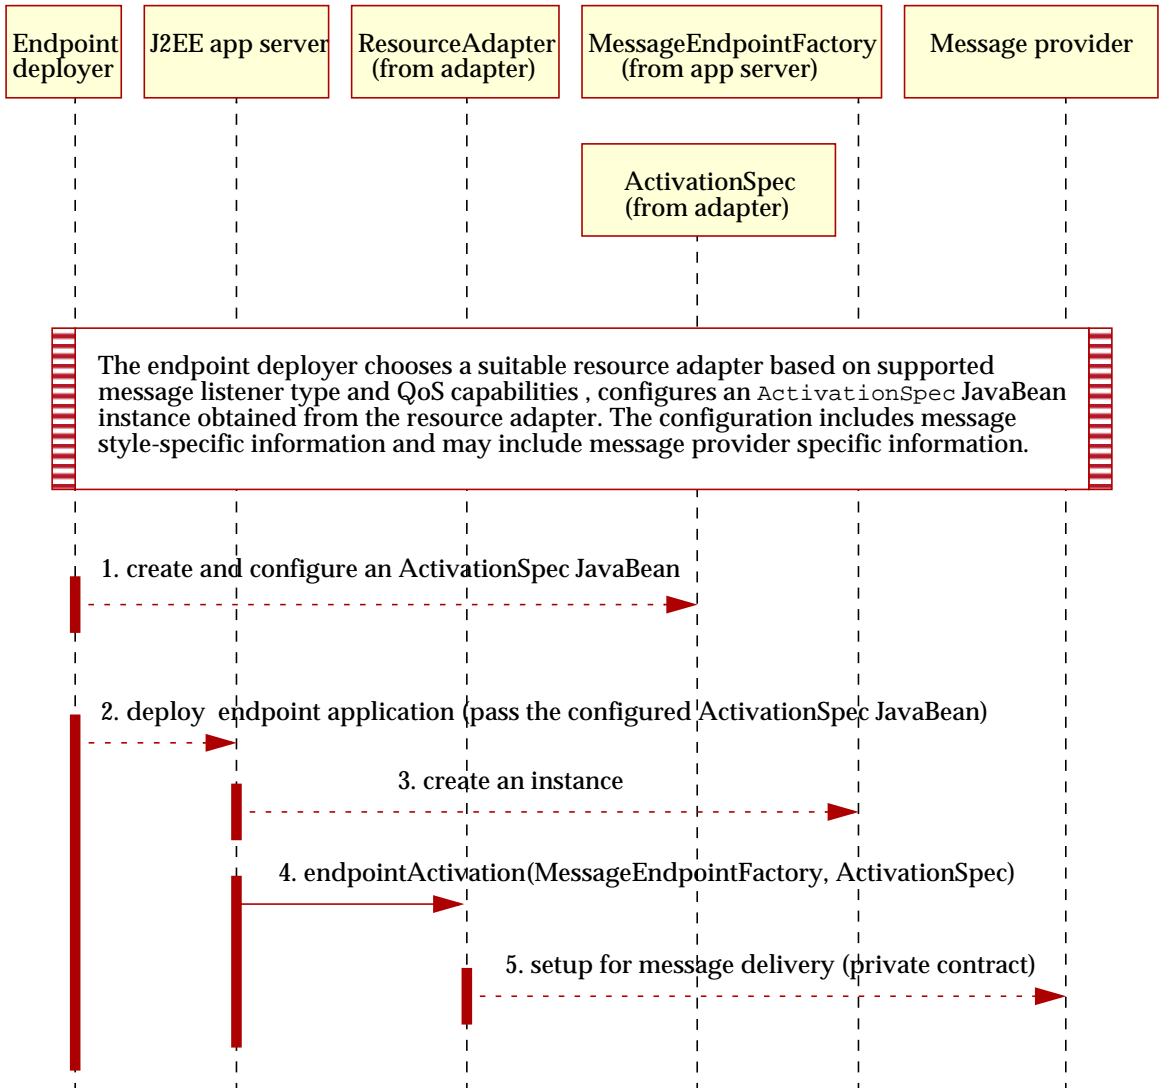 Endpoint
deployer
J2EE app server
ResourceAdapter
(from adapter)
MessageEndpointFactory
(from app server)
Message provider
ActivationSpec
(from adapter)
The endpoint deployer chooses a suitable resource adapter based on supported
message listener type and QoS capabilities , configures an ActivationSpec JavaBean
instance obtained from the resource adapter. The configuration includes message
style-specific information and may include message provider specific information.
1. create and configure an ActivationSpec JavaBean
2. deploy  endpoint application (pass the configured ActivationSpec JavaBean)
3. create an instance
4. endpointActivation(MessageEndpointFactory, ActivationSpec)
5. setup for message delivery (private contract)